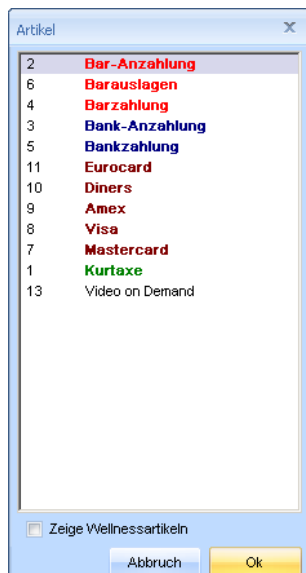 Artikel
2 Bar-Anzahlung
6 Barauslagen
4 Barzahlung
3 Bank-Anzahlung
5 Bankzahlung
11 Eurocard
10 Diners
9 Amex
8 Visa
7 Mastercard
1 Kurtaxe
13 Video on Demand
Zeige Wellnessartikeln
Abbruch Ok